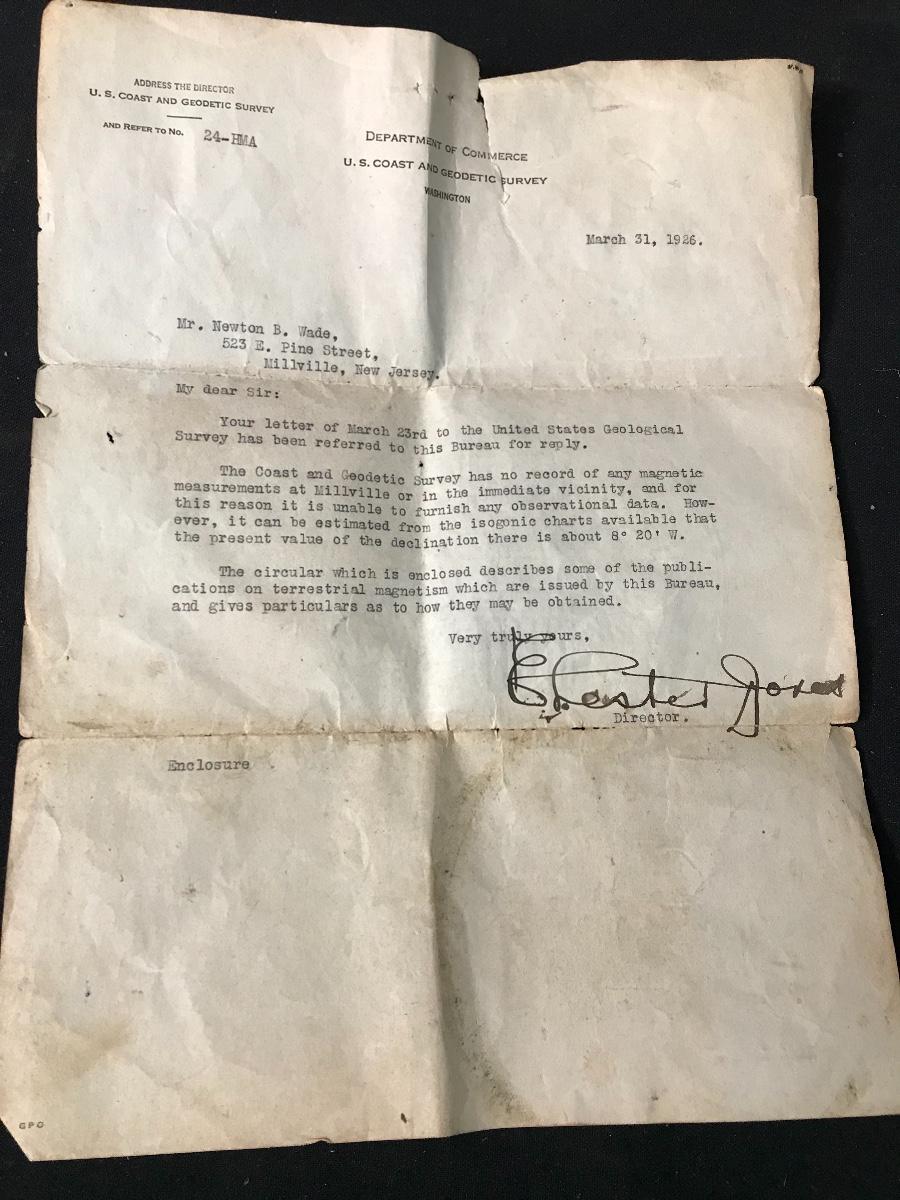 ADDRESS THE DIRECTOR
U. S. COAST AND GEODETIC SURVEY
AND REFER TO NO. 24-HMA
DEPARTMENT OF COMMERCE
U. S. COAST AND GEODETIC SURVEY
WASHINGTON
March 31, 1926.
Mr. Newton B. Wade,
523 E. Pine Street,
Millville, New Jersey.
My dear Sir:
Your letter of March 23rd to the United States Geological
Survey has been referred to this Bureau for reply.
The Coast and Geodetic Survey has no record of any magnetic
measurements at Millville or in the immediate vicinity, and for
this reason it is unable to furnish any observational data. How-
ever, it can be estimated from the isogonic charts available that
the present value of the declination there is about 8° 20' W.
The circular which is enclosed describes some of the publi-
cations on terrestrial magnetism which are issued by this Bureau,
and gives particulars as to how they may be obtained.
Very truly yours,
E. Lester Jones
Director.
Enclosure
GPO